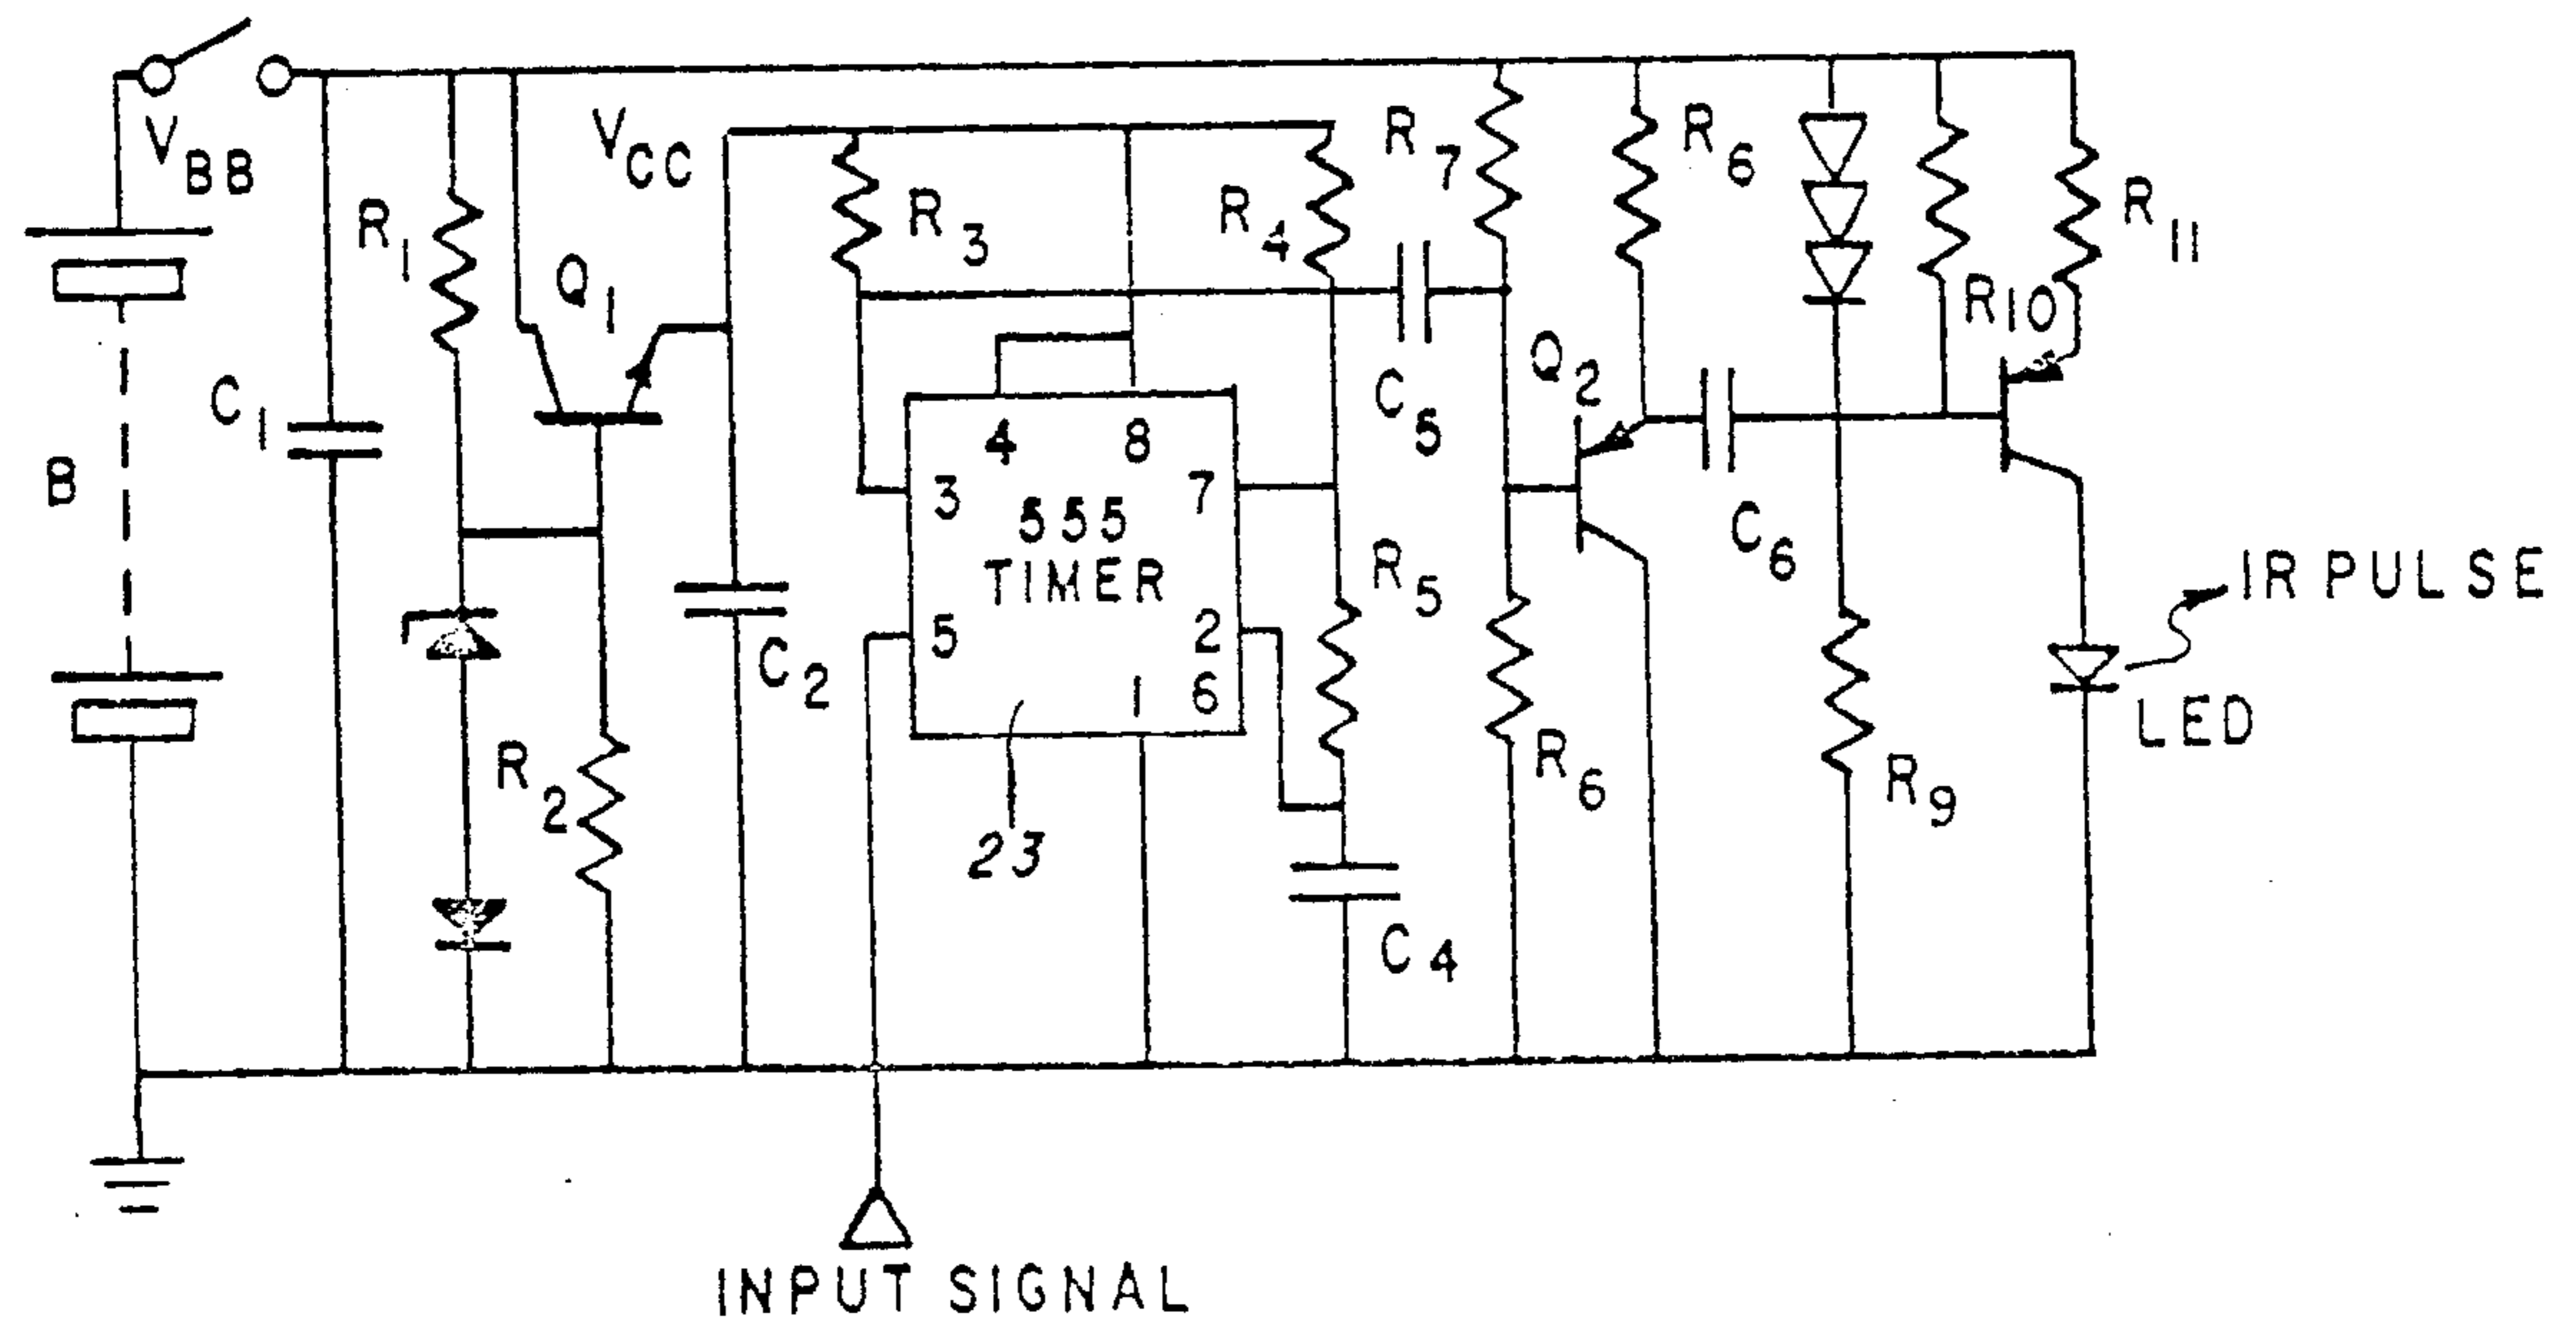 V BB
B
C1
R1
Q1
VCC
R3
R4
R7
R6
R10
R11
C5
Q2
C6
4 8
3 7
555
TIMER
5 2
1 6
R5
C2
R2
23
C4
R6
R9
IR PULSE
LED
INPUT SIGNAL